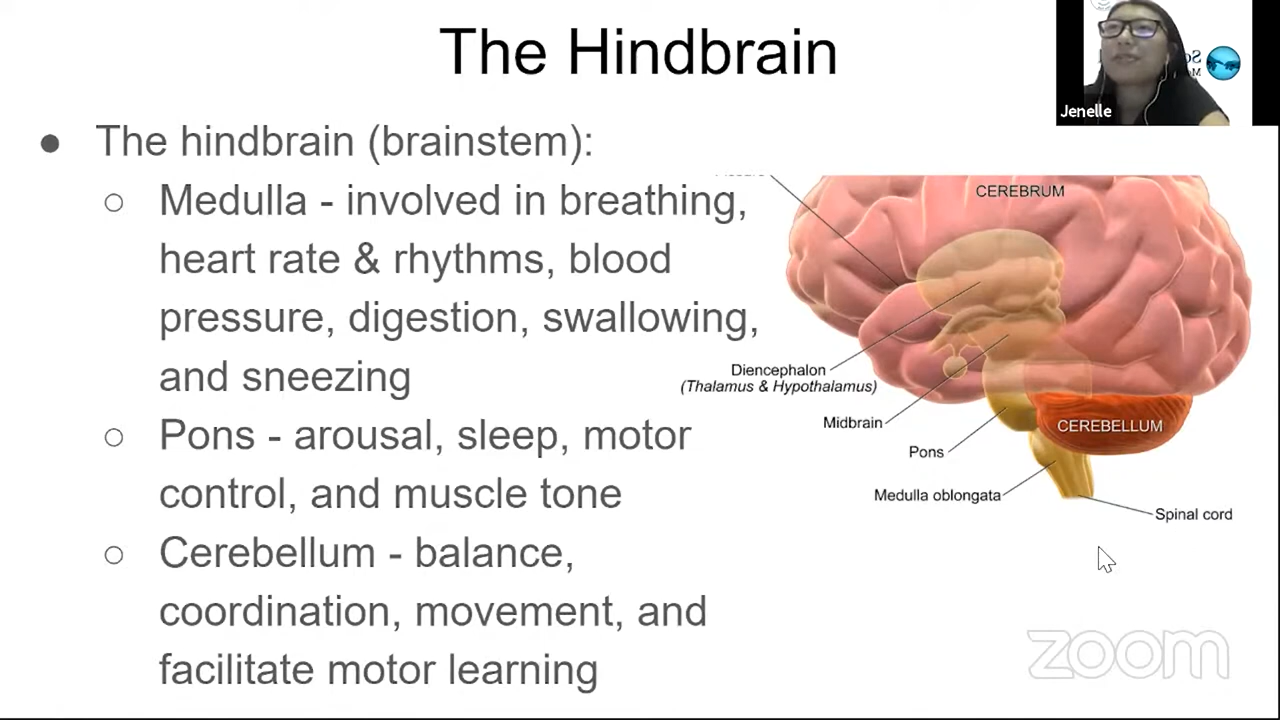 The Hindbrain
Jenelle
● The hindbrain (brainstem):
○ Medulla - involved in breathing,
heart rate & rhythms, blood
pressure, digestion, swallowing,
and sneezing
○ Pons - arousal, sleep, motor
control, and muscle tone
○ Cerebellum - balance,
coordination, movement, and
facilitate motor learning
CEREBRUM
Diencephalon
(Thalamus & Hypothalamus)
Midbrain
Pons
CEREBELLUM
Medulla oblongata
Spinal cord
zoom